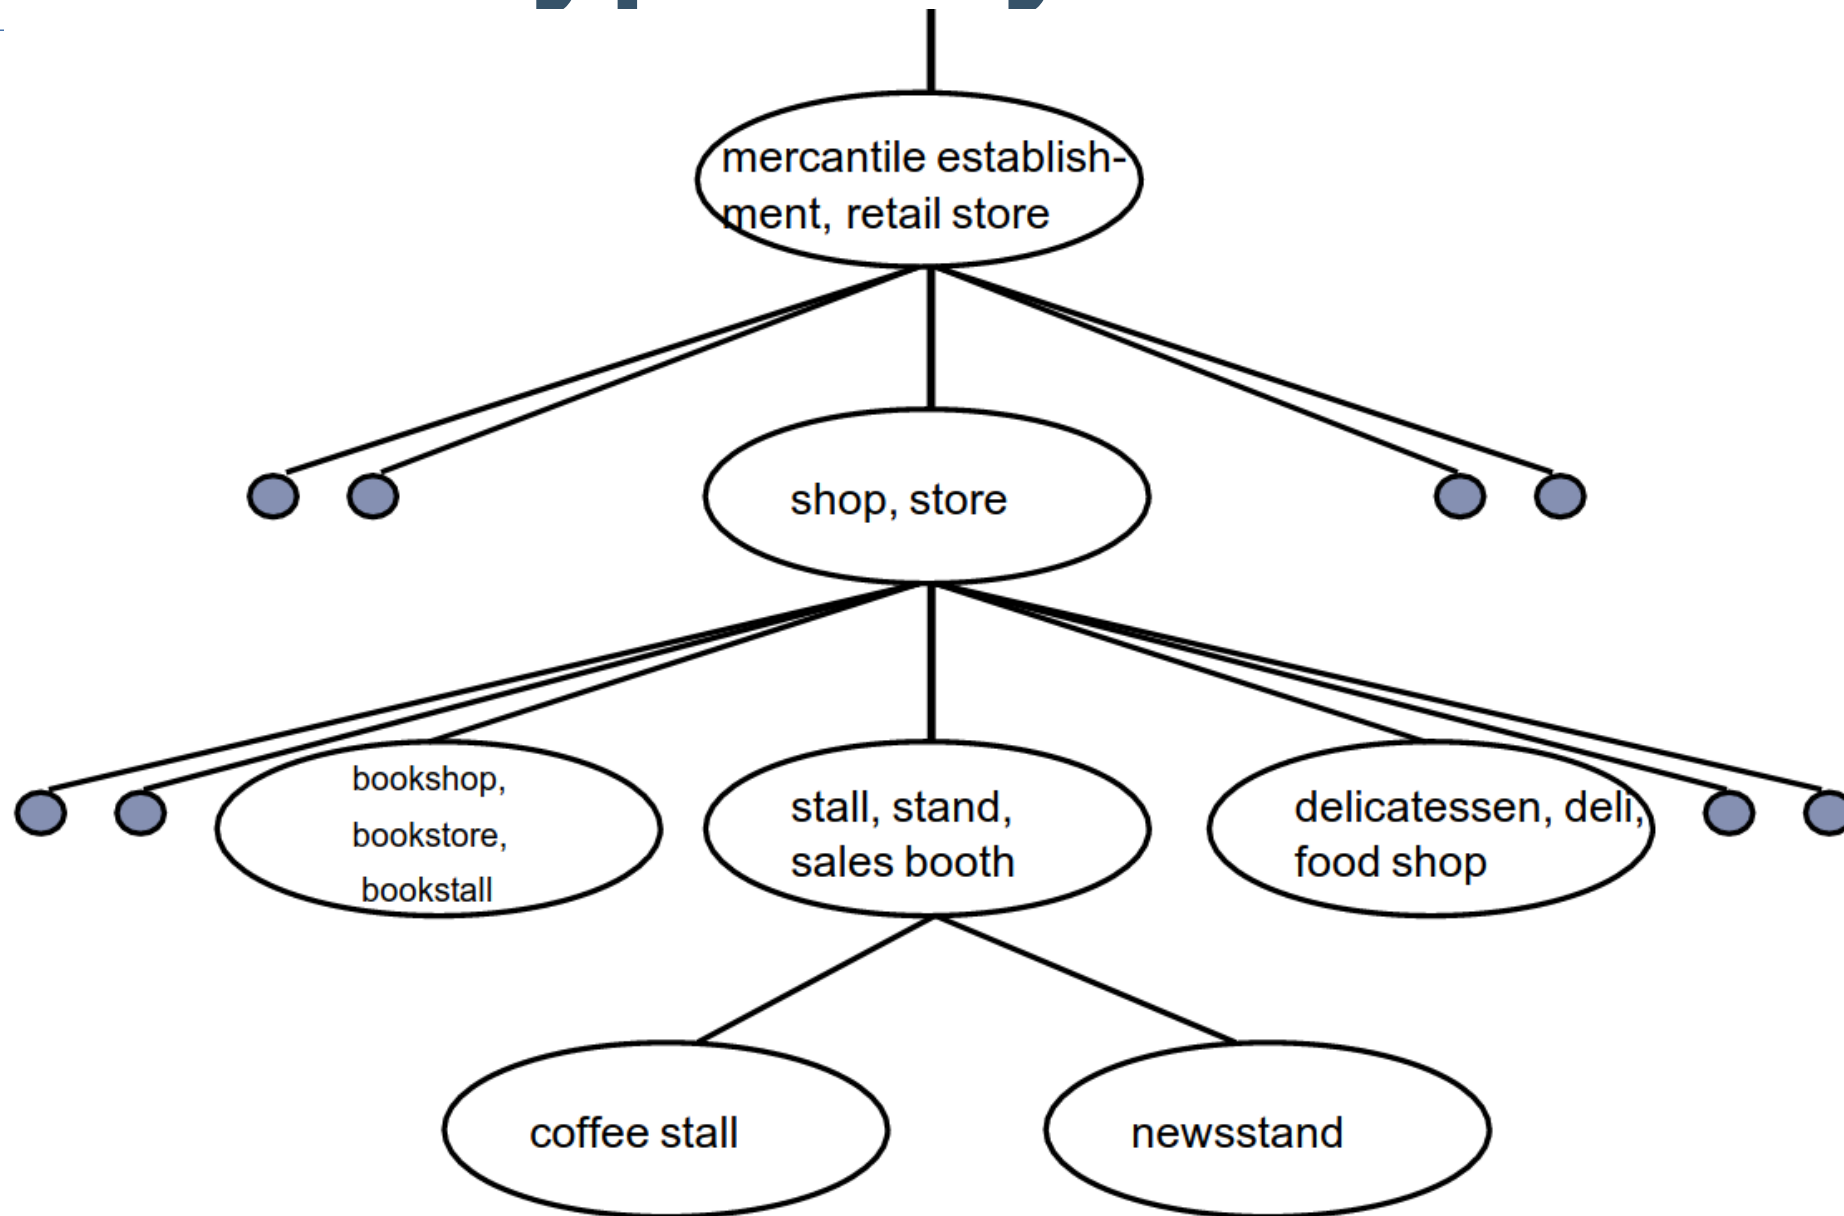 mercantile establish-
ment, retail store
shop, store
bookshop,
bookstore,
bookstall
stall, stand,
sales booth
delicatessen, deli,
food shop
coffee stall
newsstand